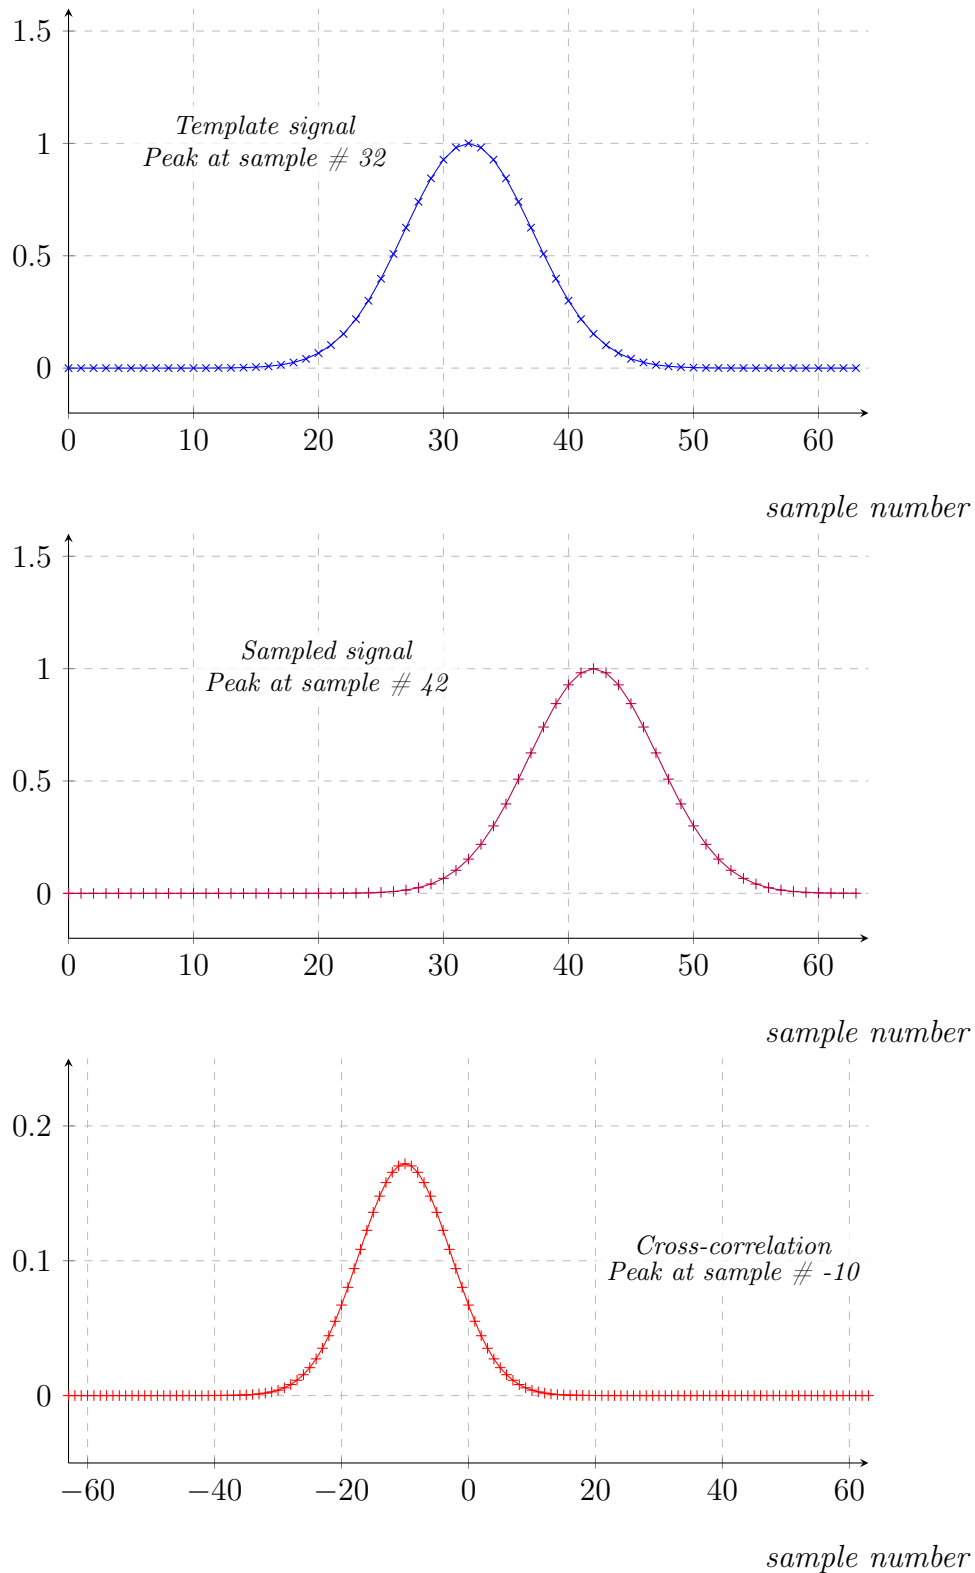 1.5
Template signal
1
Peak at sample # 32
0.5
0
0 10 20 30 40 50 60
sample number
1.5
Sampled signal
1
Peak at sample # 42
0.5
0
0 10 20 30 40 50 60
sample number
0.2
Cross-correlation
0.1
Peak at sample # -10
0
−60 −40 −20 0 20 40 60
sample number